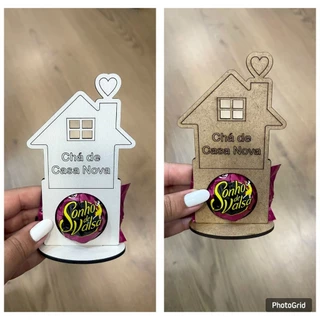 Chá de
Casa Nova
Sonho
de
Valsa
Chá de
Casa Nova
Sonho
de
Valsa
PhotoGrid